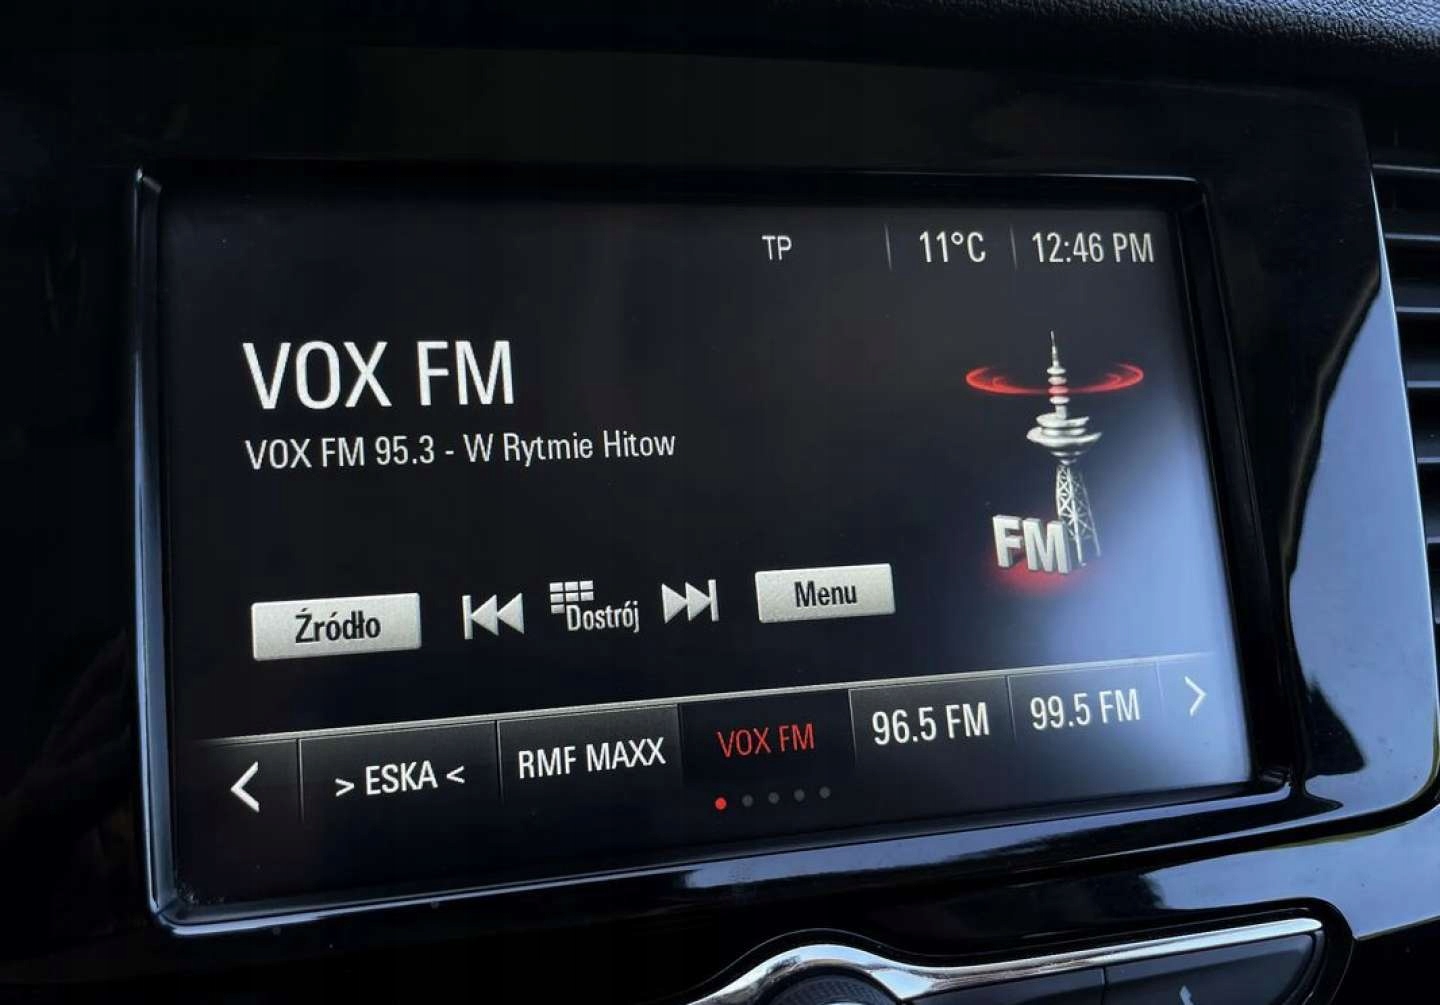 TP 11°C 12:46 PM
VOX FM
VOX FM 95.3 - W Rytmie Hitow
FM
Źródło Dostrój Menu
> ESKA < RMF MAXX VOX FM 96.5 FM 99.5 FM